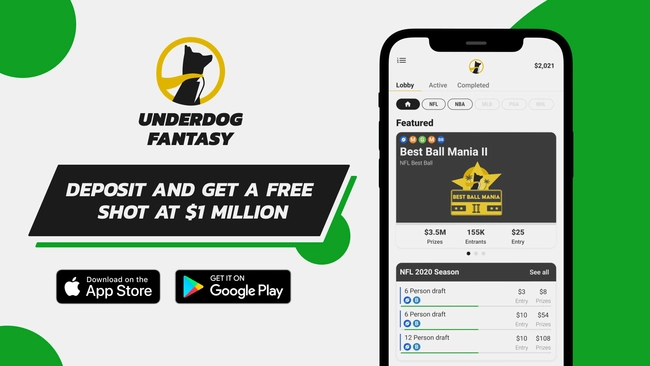 UNDERDOG
FANTASY
DEPOSIT AND GET A FREE
SHOT AT $1 MILLION
Download on the
App Store
GET IT ON
Google Play
$2,021
Lobby Active Completed
NFL NBA MLB PGA NHL
Featured
Best Ball Mania II
NFL Best Ball
BEST BALL MANIA
II
$3.5M 155K $25
Prizes Entrants Entry
NFL 2020 Season See all
6 Person draft $3 $8
Entry Prizes
6 Person draft $10 $54
Entry Prizes
12 Person draft $10 $108
Entry Prizes